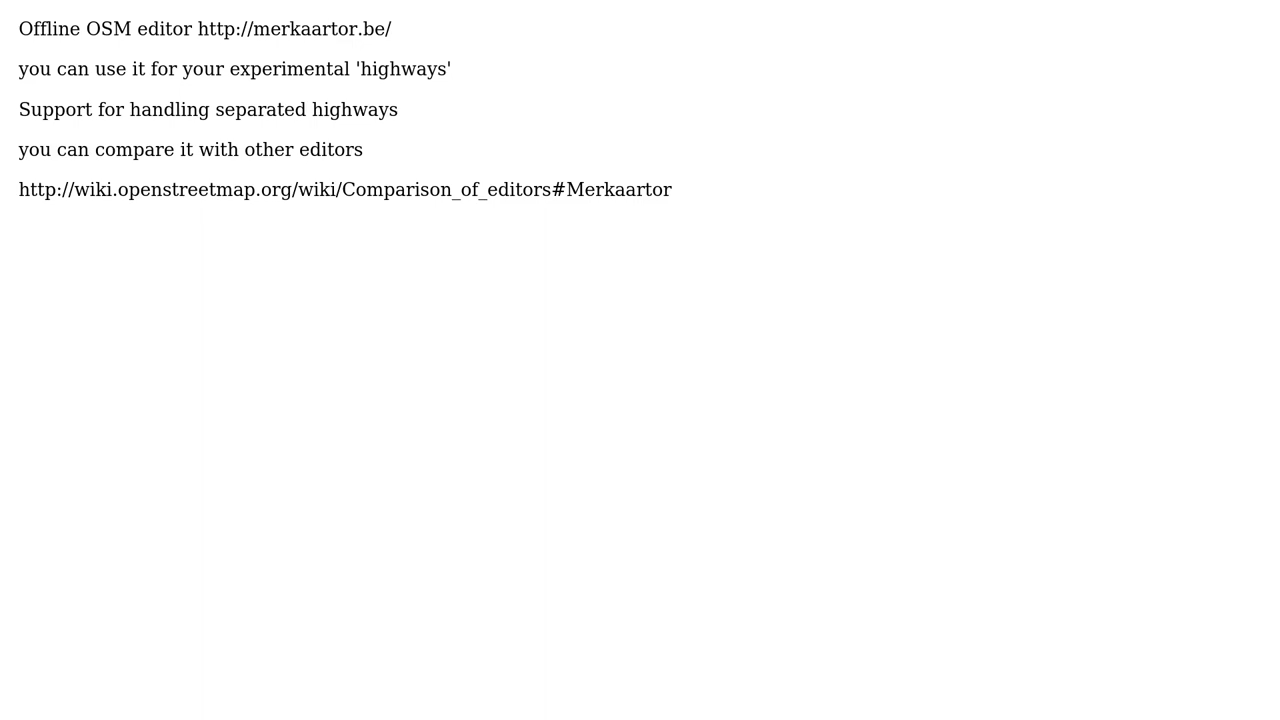 Offline OSM editor http://merkaartor.be/
you can use it for your experimental 'highways'
Support for handling separated highways
you can compare it with other editors
http://wiki.openstreetmap.org/wiki/Comparison_of_editors#Merkaartor